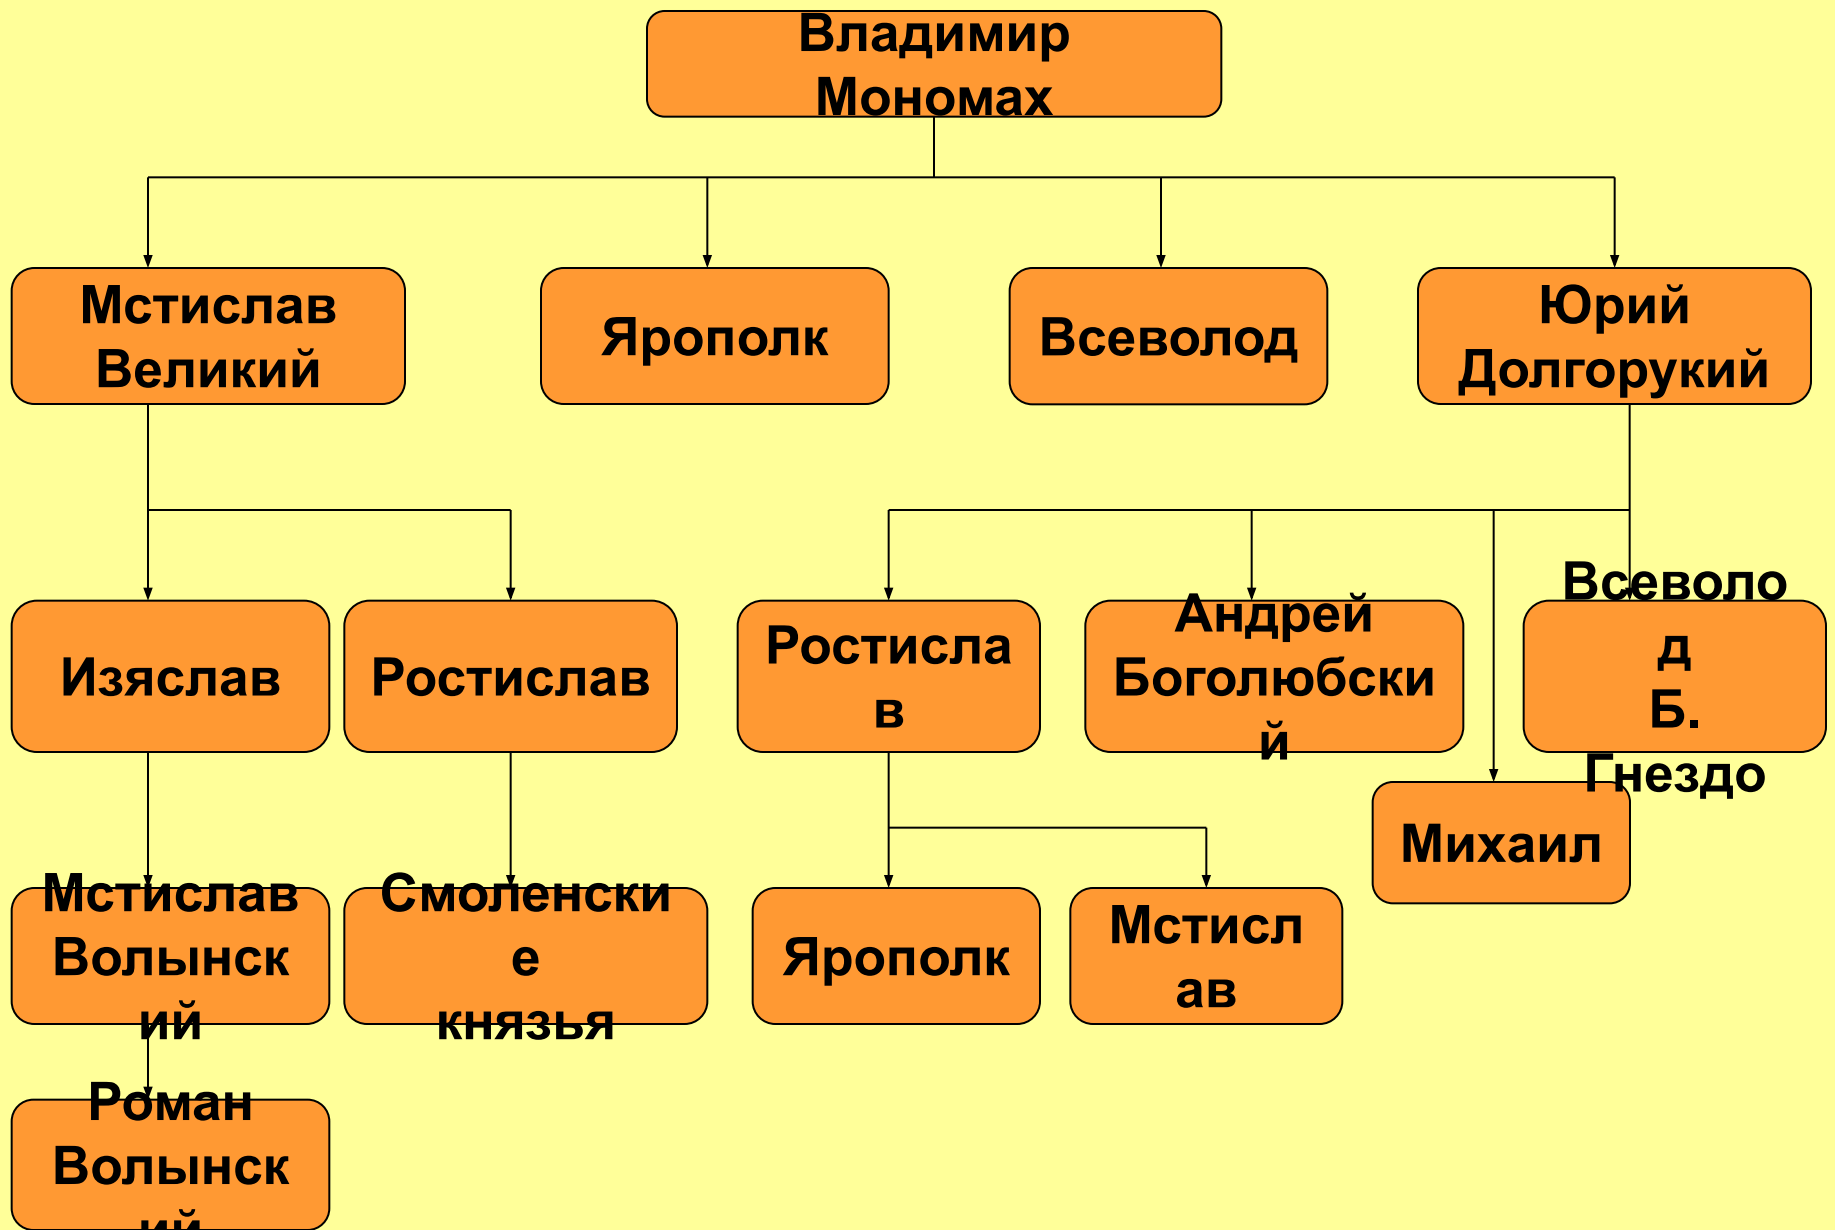 Владимир
Мономах
Мстислав
Великий
Ярополк
Всеволод
Юрий
Долгорукий
Изяслав
Ростислав
Ростисла
в
Андрей
Боголюбски
й
Всеволо
д
Б.
Гнездо
Михаил
Мстислав
Волынск
ий
Смоленски
е
князья
Ярополк
Мстисл
ав
Роман
Волынск
ий